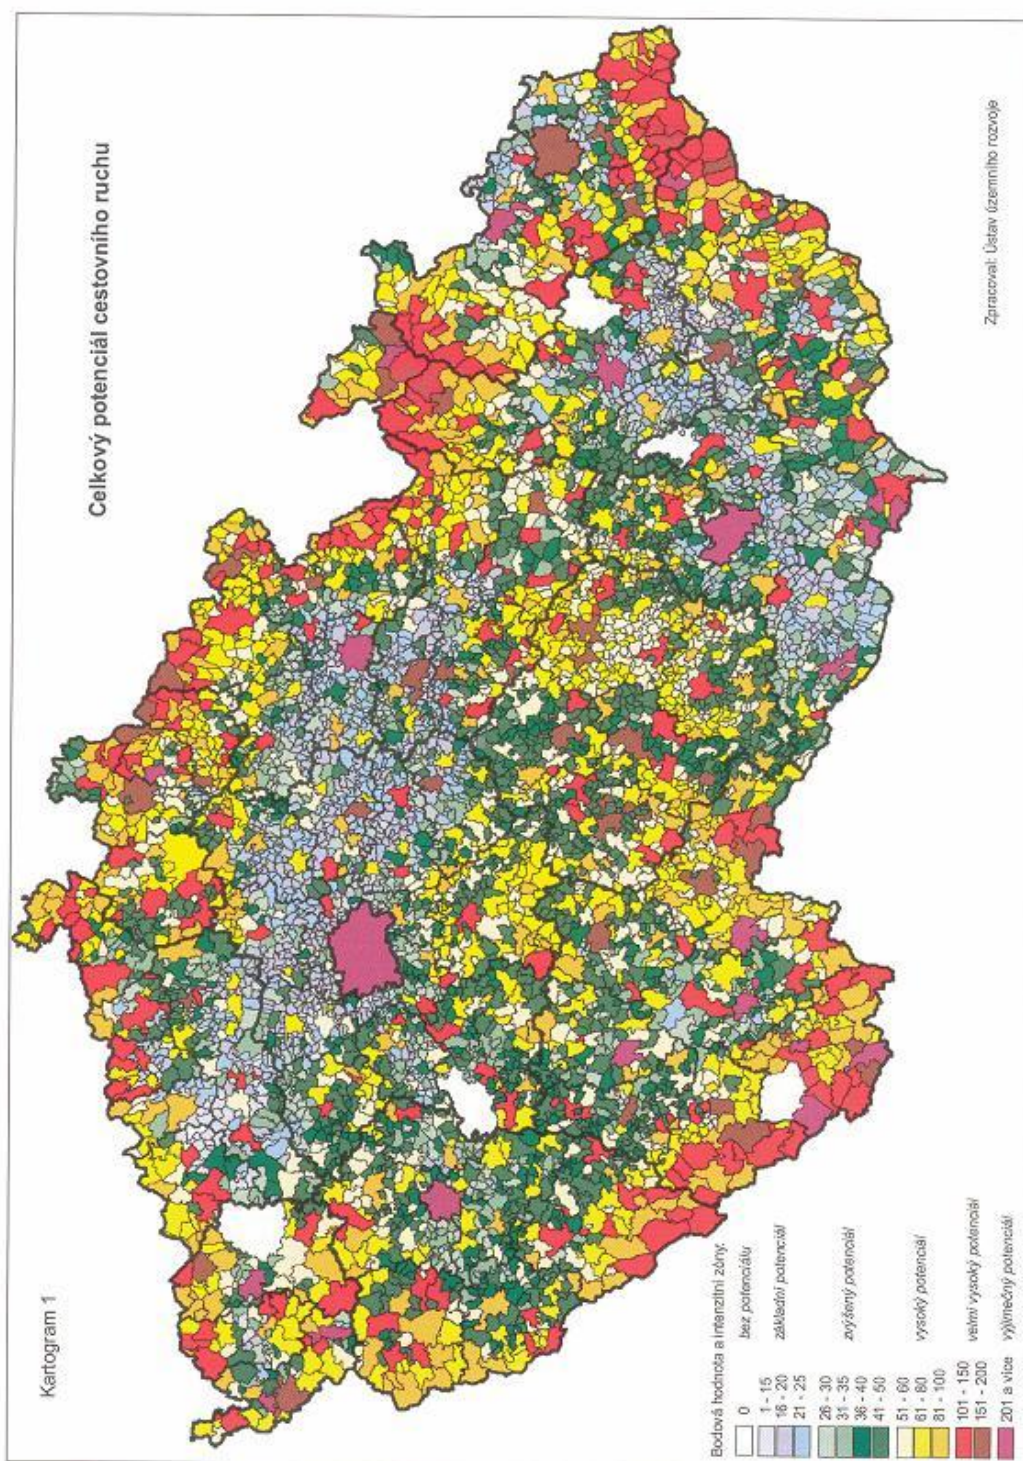 Kartogram 1
Celkový potenciál cestovního ruchu
Bodová hodnota a intenzitní zóny:
0 bez potenciálu
1 - 15
16 - 20 základní potenciál
21 - 25
26 - 30
31 - 35 zvýšený potenciál
36 - 40
41 - 50
51 - 60
61 - 80 vysoký potenciál
81 - 100
101 - 150 velmi vysoký potenciál
151 - 200
201 a více výjimečný potenciál
Zpracoval: Ústav územního rozvoje